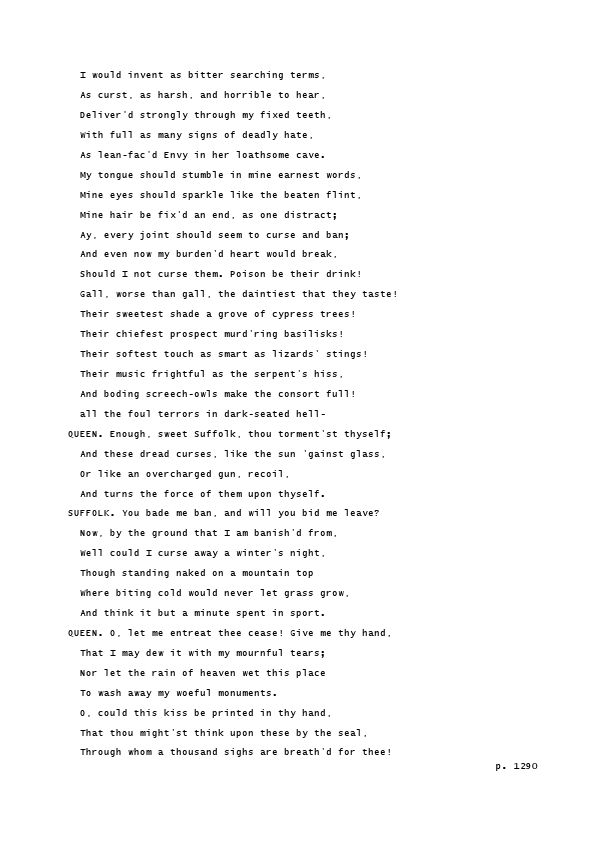 I would invent as bitter searching terms,
As curst, as harsh, and horrible to hear,
Deliver'd strongly through my fixed teeth,
With full as many signs of deadly hate,
As lean-fac'd Envy in her loathsome cave.
My tongue should stumble in mine earnest words,
Mine eyes should sparkle like the beaten flint,
Mine hair be fix'd an end, as one distract;
Ay, every joint should seem to curse and ban;
And even now my burden'd heart would break,
Should I not curse them. Poison be their drink!
Gall, worse than gall, the daintiest that they taste!
Their sweetest shade a grove of cypress trees!
Their chiefest prospect murd'ring basilisks!
Their softest touch as smart as lizards' stings!
Their music frightful as the serpent's hiss,
And boding screech-owls make the consort full!
all the foul terrors in dark-seated hell-
QUEEN. Enough, sweet Suffolk, thou torment'st thyself;
And these dread curses, like the sun 'gainst glass,
Or like an overcharged gun, recoil,
And turns the force of them upon thyself.
SUFFOLK. You bade me ban, and will you bid me leave?
Now, by the ground that I am banish'd from,
Well could I curse away a winter's night,
Though standing naked on a mountain top
Where biting cold would never let grass grow,
And think it but a minute spent in sport.
QUEEN. O, let me entreat thee cease! Give me thy hand,
That I may dew it with my mournful tears;
Nor let the rain of heaven wet this place
To wash away my woeful monuments.
O, could this kiss be printed in thy hand,
That thou might'st think upon these by the seal,
Through whom a thousand sighs are breath'd for thee!
p. 1290